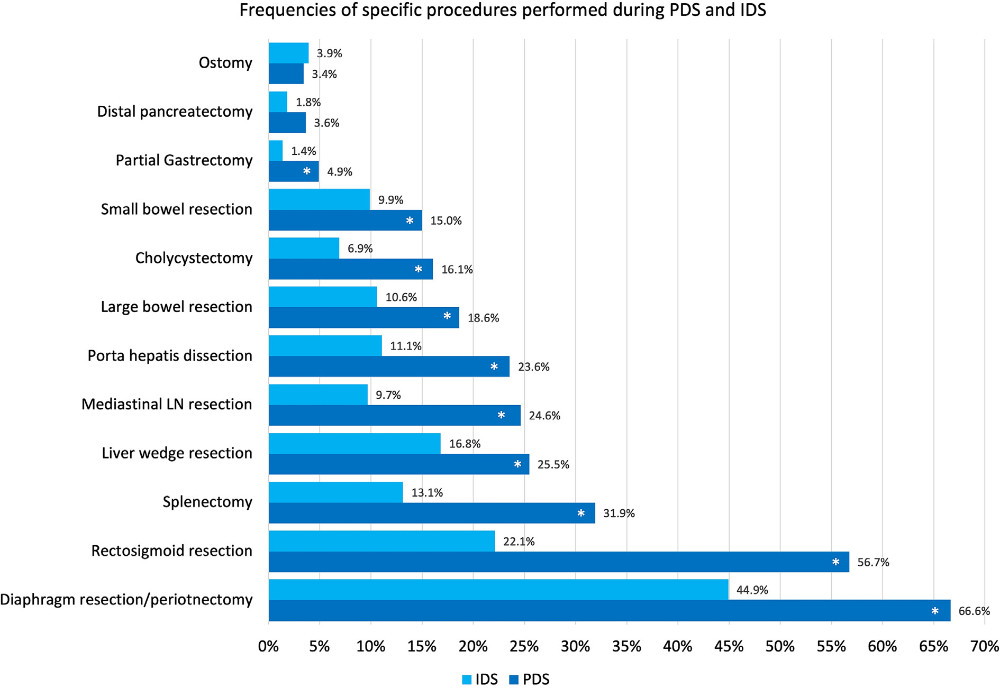 Frequencies of specific procedures performed during PDS and IDS
Ostomy
3.9%
3.4%
Distal pancreatectomy
1.8%
3.6%
Partial Gastrectomy
1.4%
* 4.9%
Small bowel resection
9.9%
* 15.0%
Cholycystectomy
6.9%
* 16.1%
Large bowel resection
10.6%
* 18.6%
Porta hepatis dissection
11.1%
* 23.6%
Mediastinal LN resection
9.7%
* 24.6%
Liver wedge resection
16.8%
* 25.5%
Splenectomy
13.1%
* 31.9%
Rectosigmoid resection
22.1%
* 56.7%
Diaphragm resection/periotnectomy
44.9%
* 66.6%
0% 5% 10% 15% 20% 25% 30% 35% 40% 45% 50% 55% 60% 65% 70%
IDS PDS